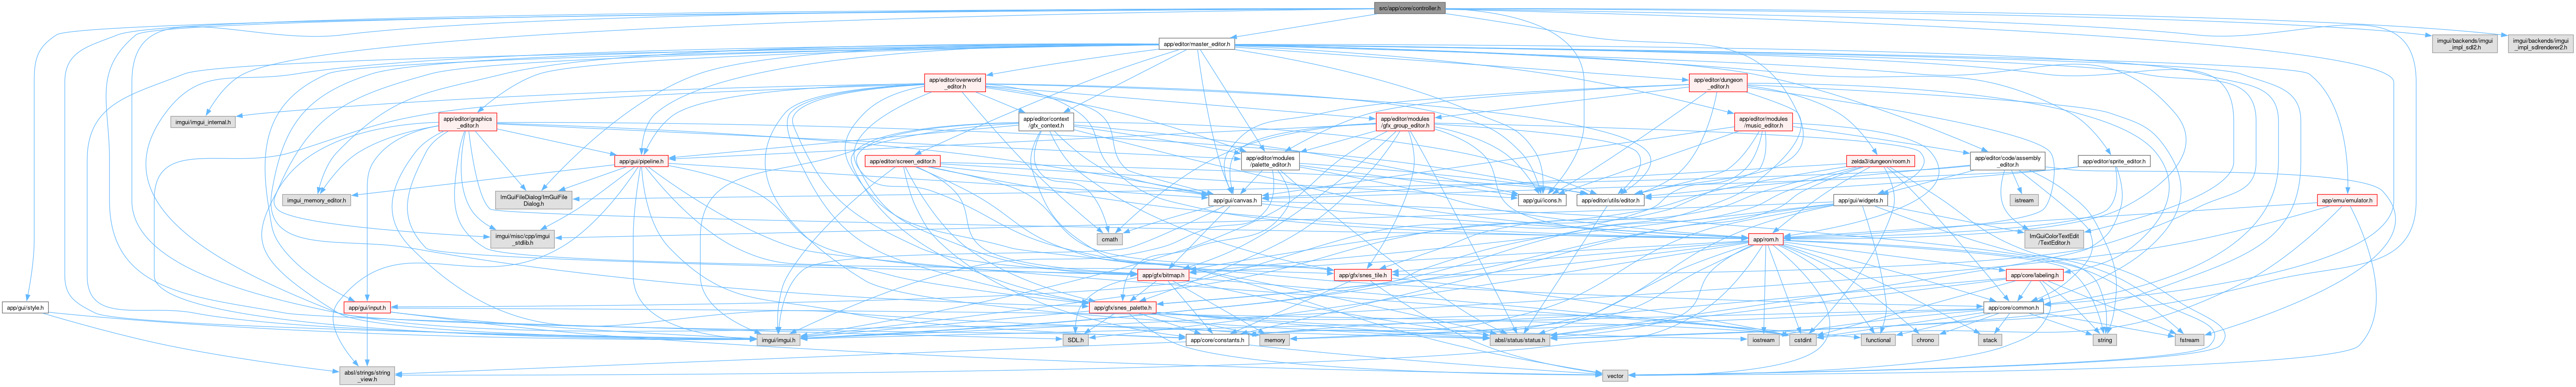 src/app/core/controller.h
app/editor/master_editor.h
imgui/backends/imgui
_impl_sdl2.h
imgui/backends/imgui
_impl_sdlrenderer2.h
app/editor/overworld
_editor.h
app/editor/dungeon
_editor.h
imgui/imgui_internal.h
app/editor/graphics
_editor.h
app/editor/context
/gfx_context.h
app/editor/modules
/gfx_group_editor.h
app/editor/modules
/music_editor.h
app/gui/pipeline.h
app/editor/screen_editor.h
app/editor/modules
/palette_editor.h
zelda3/dungeon/room.h
app/editor/code/assembly
_editor.h
app/editor/sprite_editor.h
imgui_memory_editor.h
ImGuiFileDialog/ImGuiFile
Dialog.h
app/gui/canvas.h
app/gui/icons.h
app/editor/utils/editor.h
app/gui/widgets.h
istream
app/emu/emulator.h
imgui/misc/cpp/imgui
_stdlib.h
cmath
app/rom.h
ImGuiColorTextEdit
/TextEditor.h
app/gfx/bitmap.h
app/gfx/snes_tile.h
app/core/labeling.h
app/gui/style.h
app/gui/input.h
app/gfx/snes_palette.h
app/core/common.h
imgui/imgui.h
SDL.h
app/core/constants.h
memory
absl/status/status.h
iostream
cstdint
functional
chrono
stack
string
fstream
absl/strings/string
_view.h
vector